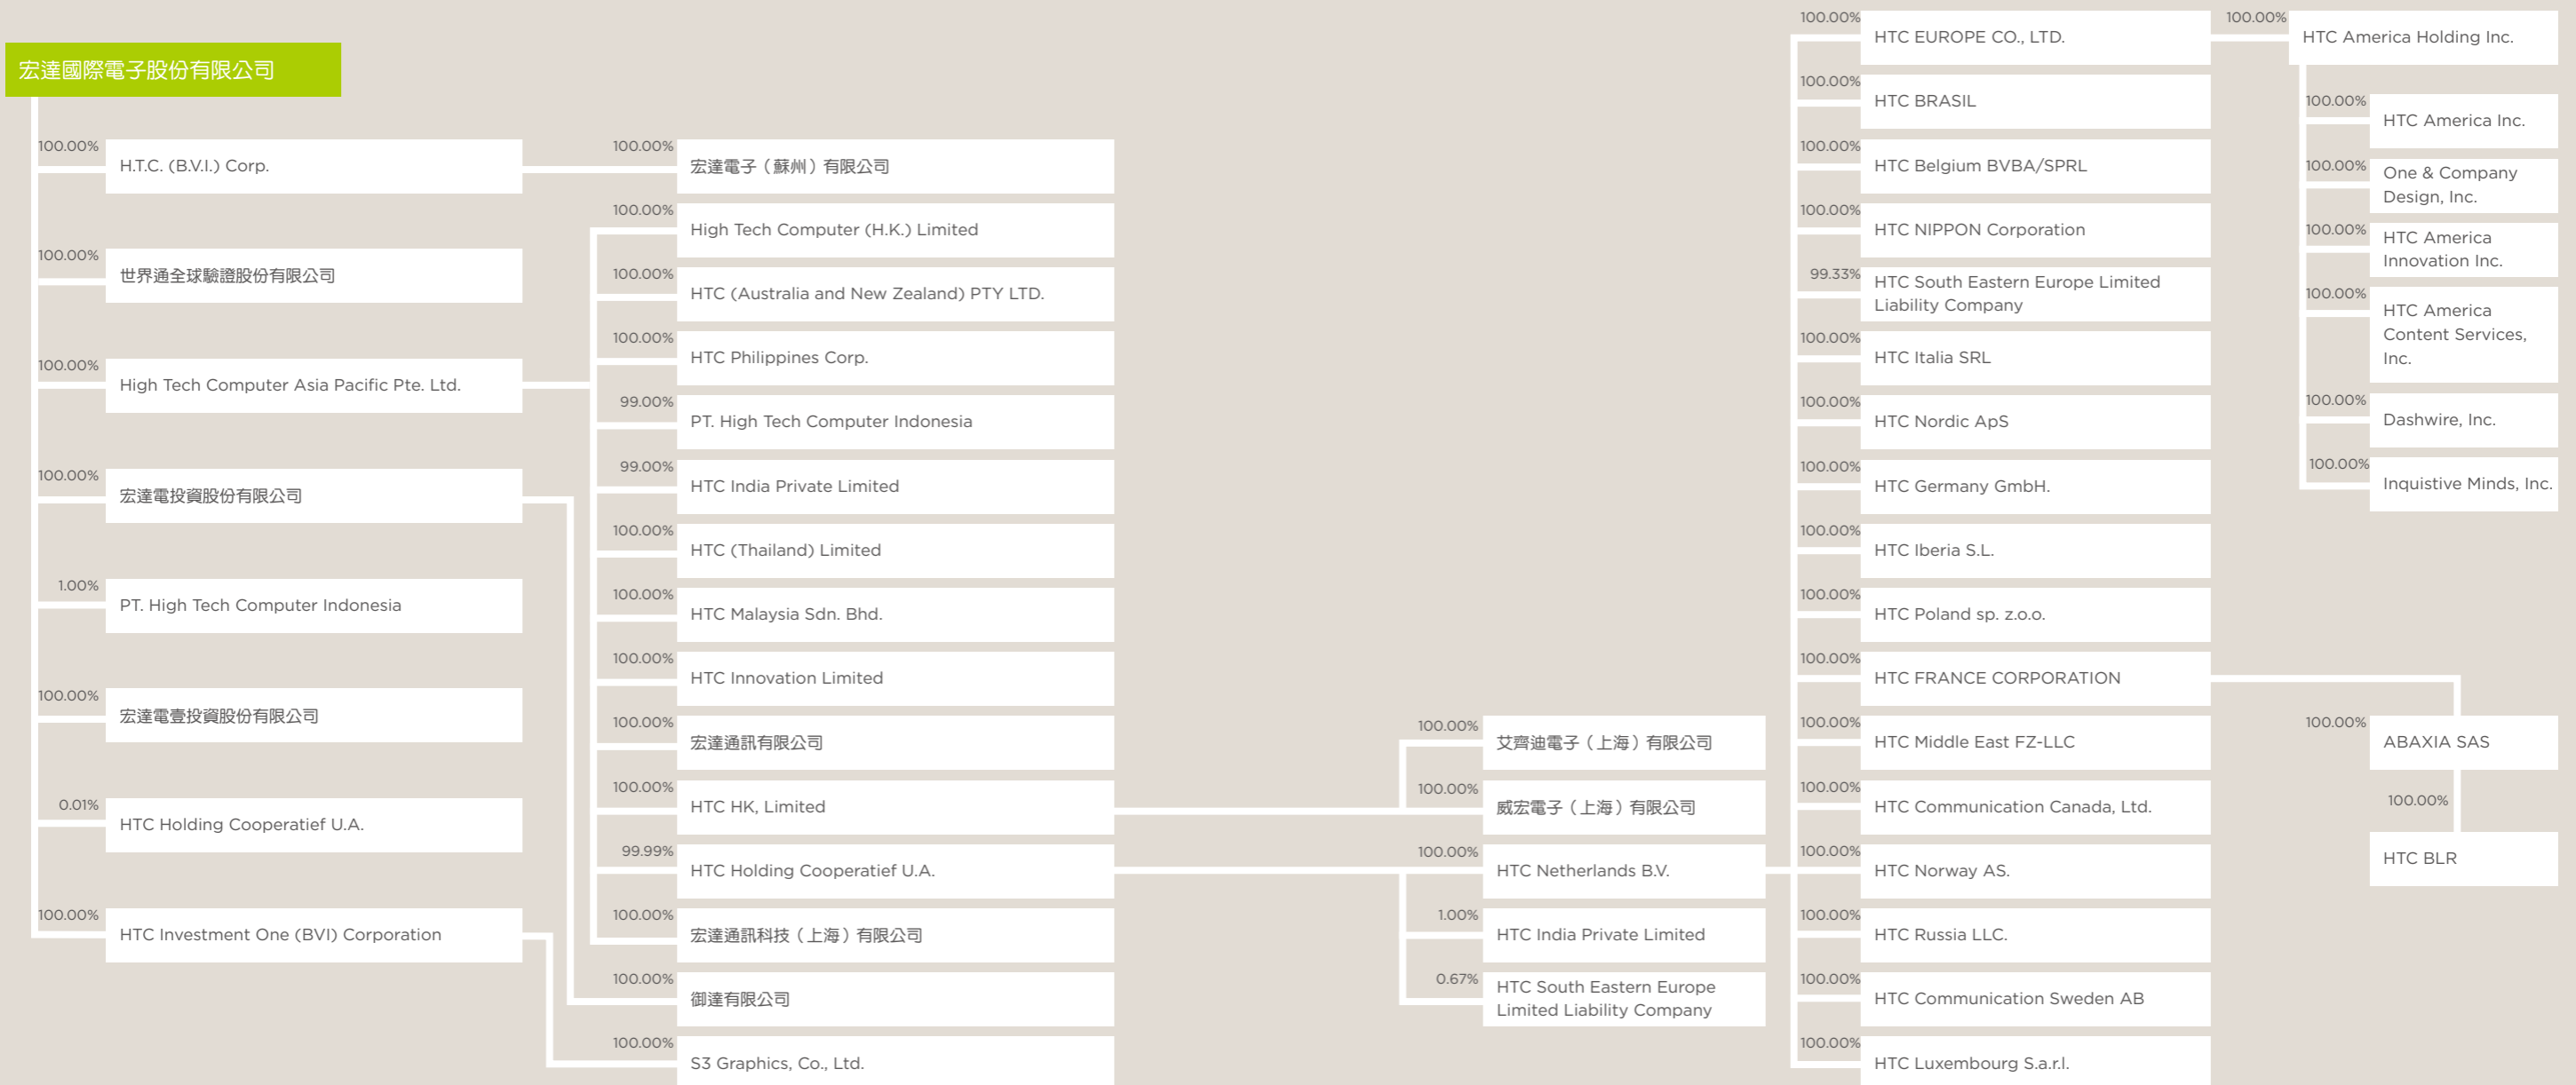 宏達國際電子股份有限公司
100.00%
H.T.C. (B.V.I.) Corp.
100.00%
世界通全球驗證股份有限公司
100.00%
High Tech Computer Asia Pacific Pte. Ltd.
100.00%
宏達電投資股份有限公司
1.00%
PT. High Tech Computer Indonesia
100.00%
宏達電壹投資股份有限公司
0.01%
HTC Holding Cooperatief U.A.
100.00%
HTC Investment One (BVI) Corporation
100.00%
宏達電子（蘇州）有限公司
100.00%
High Tech Computer (H.K.) Limited
100.00%
HTC (Australia and New Zealand) PTY LTD.
100.00%
HTC Philippines Corp.
99.00%
PT. High Tech Computer Indonesia
99.00%
HTC India Private Limited
100.00%
HTC (Thailand) Limited
100.00%
HTC Malaysia Sdn. Bhd.
100.00%
HTC Innovation Limited
100.00%
宏達通訊有限公司
100.00%
HTC HK, Limited
99.99%
HTC Holding Cooperatief U.A.
100.00%
宏達通訊科技（上海）有限公司
100.00%
御達有限公司
100.00%
S3 Graphics, Co., Ltd.
100.00%
艾齊迪電子（上海）有限公司
100.00%
威宏電子（上海）有限公司
100.00%
HTC Netherlands B.V.
1.00%
HTC India Private Limited
0.67%
HTC South Eastern Europe
Limited Liability Company
100.00%
HTC EUROPE CO., LTD.
100.00%
HTC BRASIL
100.00%
HTC Belgium BVBA/SPRL
100.00%
HTC NIPPON Corporation
99.33%
HTC South Eastern Europe Limited
Liability Company
100.00%
HTC Italia SRL
100.00%
HTC Nordic ApS
100.00%
HTC Germany GmbH.
100.00%
HTC Iberia S.L.
100.00%
HTC Poland sp. z.o.o.
100.00%
HTC FRANCE CORPORATION
100.00%
HTC Middle East FZ-LLC
100.00%
HTC Communication Canada, Ltd.
100.00%
HTC Norway AS.
100.00%
HTC Russia LLC.
100.00%
HTC Communication Sweden AB
100.00%
HTC Luxembourg S.a.r.l.
100.00%
HTC America Holding Inc.
100.00%
HTC America Inc.
100.00%
One & Company
Design, Inc.
100.00%
HTC America
Innovation Inc.
100.00%
HTC America
Content Services,
Inc.
100.00%
Dashwire, Inc.
100.00%
Inquistive Minds, Inc.
100.00%
ABAXIA SAS
100.00%
HTC BLR